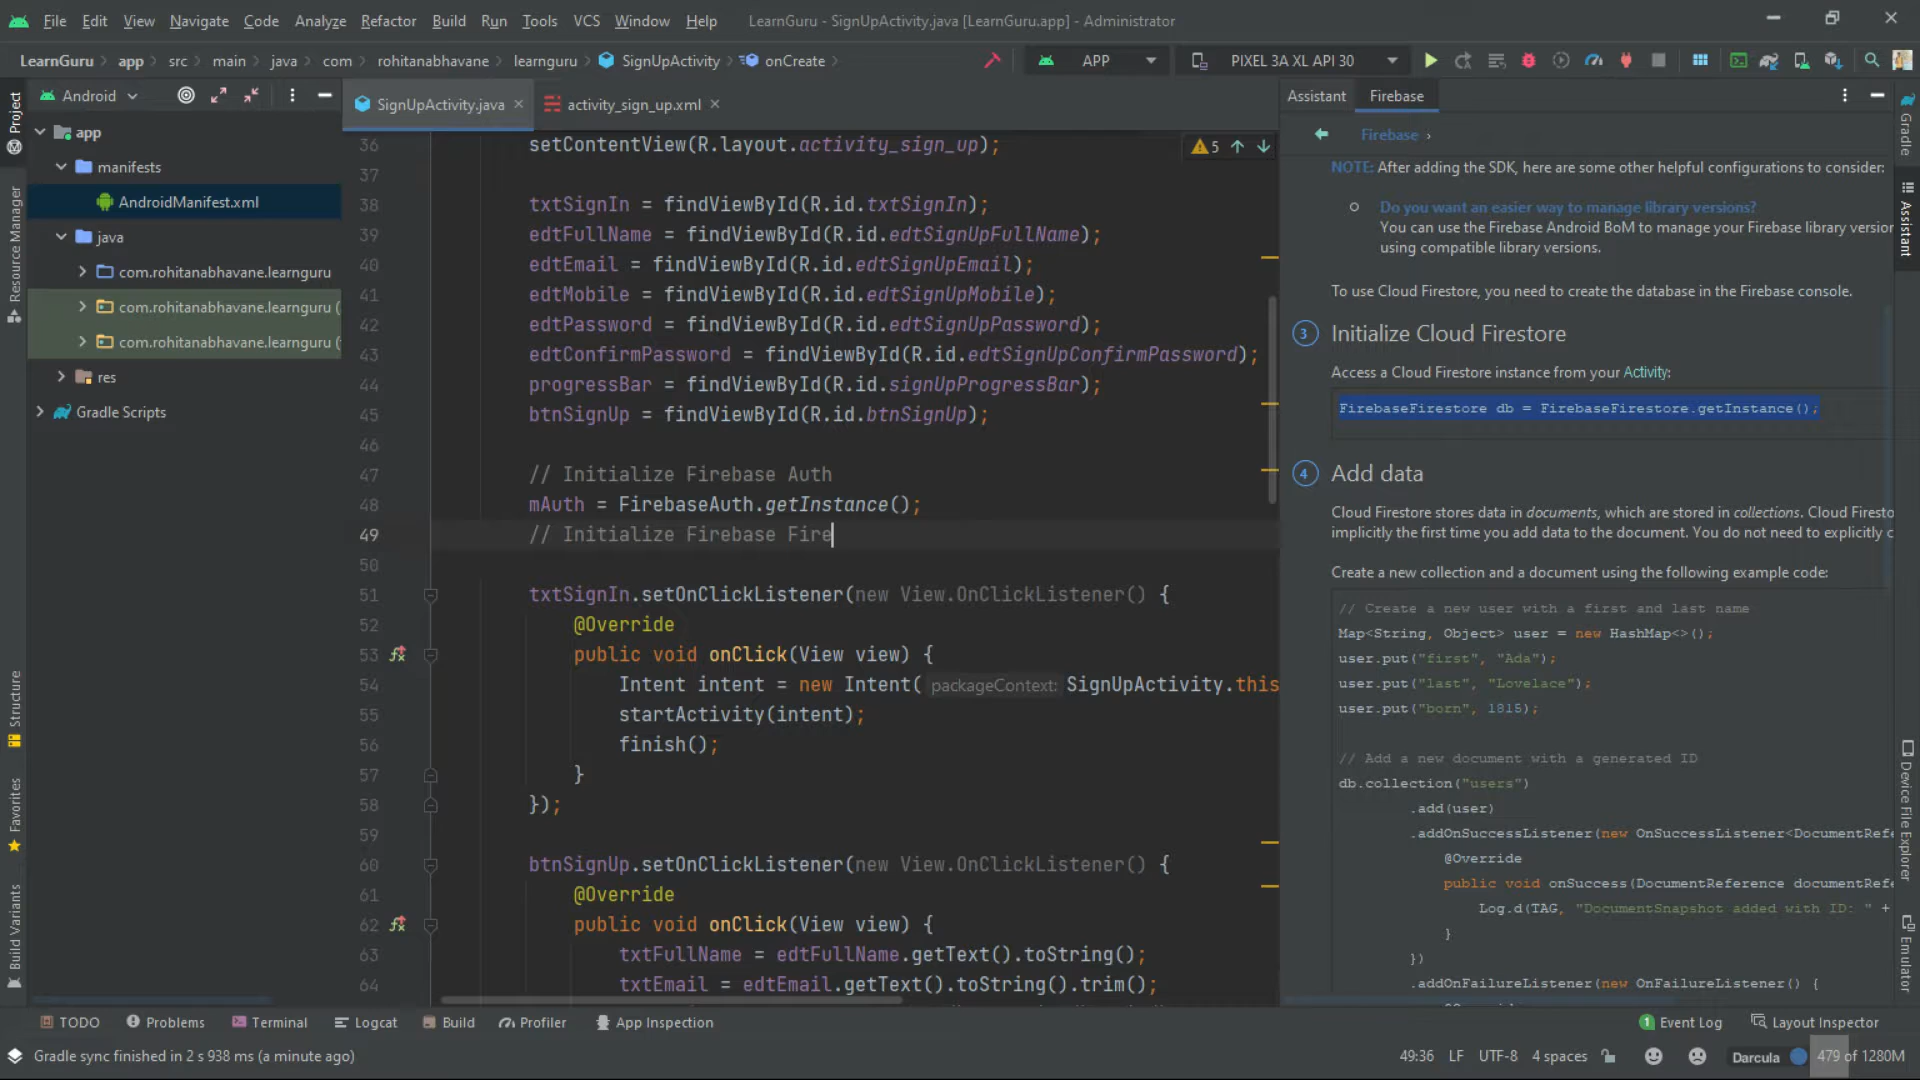 File Edit View Navigate Code Analyze Refactor Build Run Tools VCS Window Help LearnGuru - SignUpActivity.java [LearnGuru.app] - Administrator
LearnGuru › app › src › main › java › com › rohitanabhavane › learnguru › SignUpActivity › onCreate › APP PIXEL 3A XL API 30
Android
SignUpActivity.java
activity_sign_up.xml
Assistant Firebase
app
manifests
AndroidManifest.xml
java
com.rohitanabhavane.learnguru
com.rohitanabhavane.learnguru (
com.rohitanabhavane.learnguru (
res
Gradle Scripts
5
36 setContentView(R.layout.activity_sign_up);
37
38 txtSignIn = findViewById(R.id.txtSignIn);
39 edtFullName = findViewById(R.id.edtSignUpFullName);
40 edtEmail = findViewById(R.id.edtSignUpEmail);
41 edtMobile = findViewById(R.id.edtSignUpMobile);
42 edtPassword = findViewById(R.id.edtSignUpPassword);
43 edtConfirmPassword = findViewById(R.id.edtSignUpConfirmPassword);
44 progressBar = findViewById(R.id.signUpProgressBar);
45 btnSignUp = findViewById(R.id.btnSignUp);
46
47 // Initialize Firebase Auth
48 mAuth = FirebaseAuth.getInstance();
49 // Initialize Firebase Fire
50
51 txtSignIn.setOnClickListener(new View.OnClickListener() {
52 @Override
53 public void onClick(View view) {
54 Intent intent = new Intent( packageContext: SignUpActivity.this
55 startActivity(intent);
56 finish();
57 }
58 });
59
60 btnSignUp.setOnClickListener(new View.OnClickListener() {
61 @Override
62 public void onClick(View view) {
63 txtFullName = edtFullName.getText().toString();
64 txtEmail = edtEmail.getText().toString().trim();
Firebase ›
NOTE: After adding the SDK, here are some other helpful configurations to consider:
Do you want an easier way to manage library versions?
You can use the Firebase Android BoM to manage your Firebase library version
using compatible library versions.
To use Cloud Firestore, you need to create the database in the Firebase console.
3 Initialize Cloud Firestore
Access a Cloud Firestore instance from your Activity:
FirebaseFirestore db = FirebaseFirestore.getInstance();
4 Add data
Cloud Firestore stores data in documents, which are stored in collections. Cloud Firesto
implicitly the first time you add data to the document. You do not need to explicitly c
Create a new collection and a document using the following example code:
// Create a new user with a first and last name
Map<String, Object> user = new HashMap<>();
user.put("first", "Ada");
user.put("last", "Lovelace");
user.put("born", 1815);
// Add a new document with a generated ID
db.collection("users")
.add(user)
.addOnSuccessListener(new OnSuccessListener<DocumentRefe
@Override
public void onSuccess(DocumentReference documentRefe
Log.d(TAG, "DocumentSnapshot added with ID: " +
}
})
.addOnFailureListener(new OnFailureListener() {
Project
Resource Manager
Structure
Favorites
Build Variants
Gradle
Assistant
Device File Explorer
Emulator
TODO Problems Terminal Logcat Build Profiler App Inspection 1 Event Log Layout Inspector
Gradle sync finished in 2 s 938 ms (a minute ago) 49:36 LF UTF-8 4 spaces Darcula 479 of 1280M